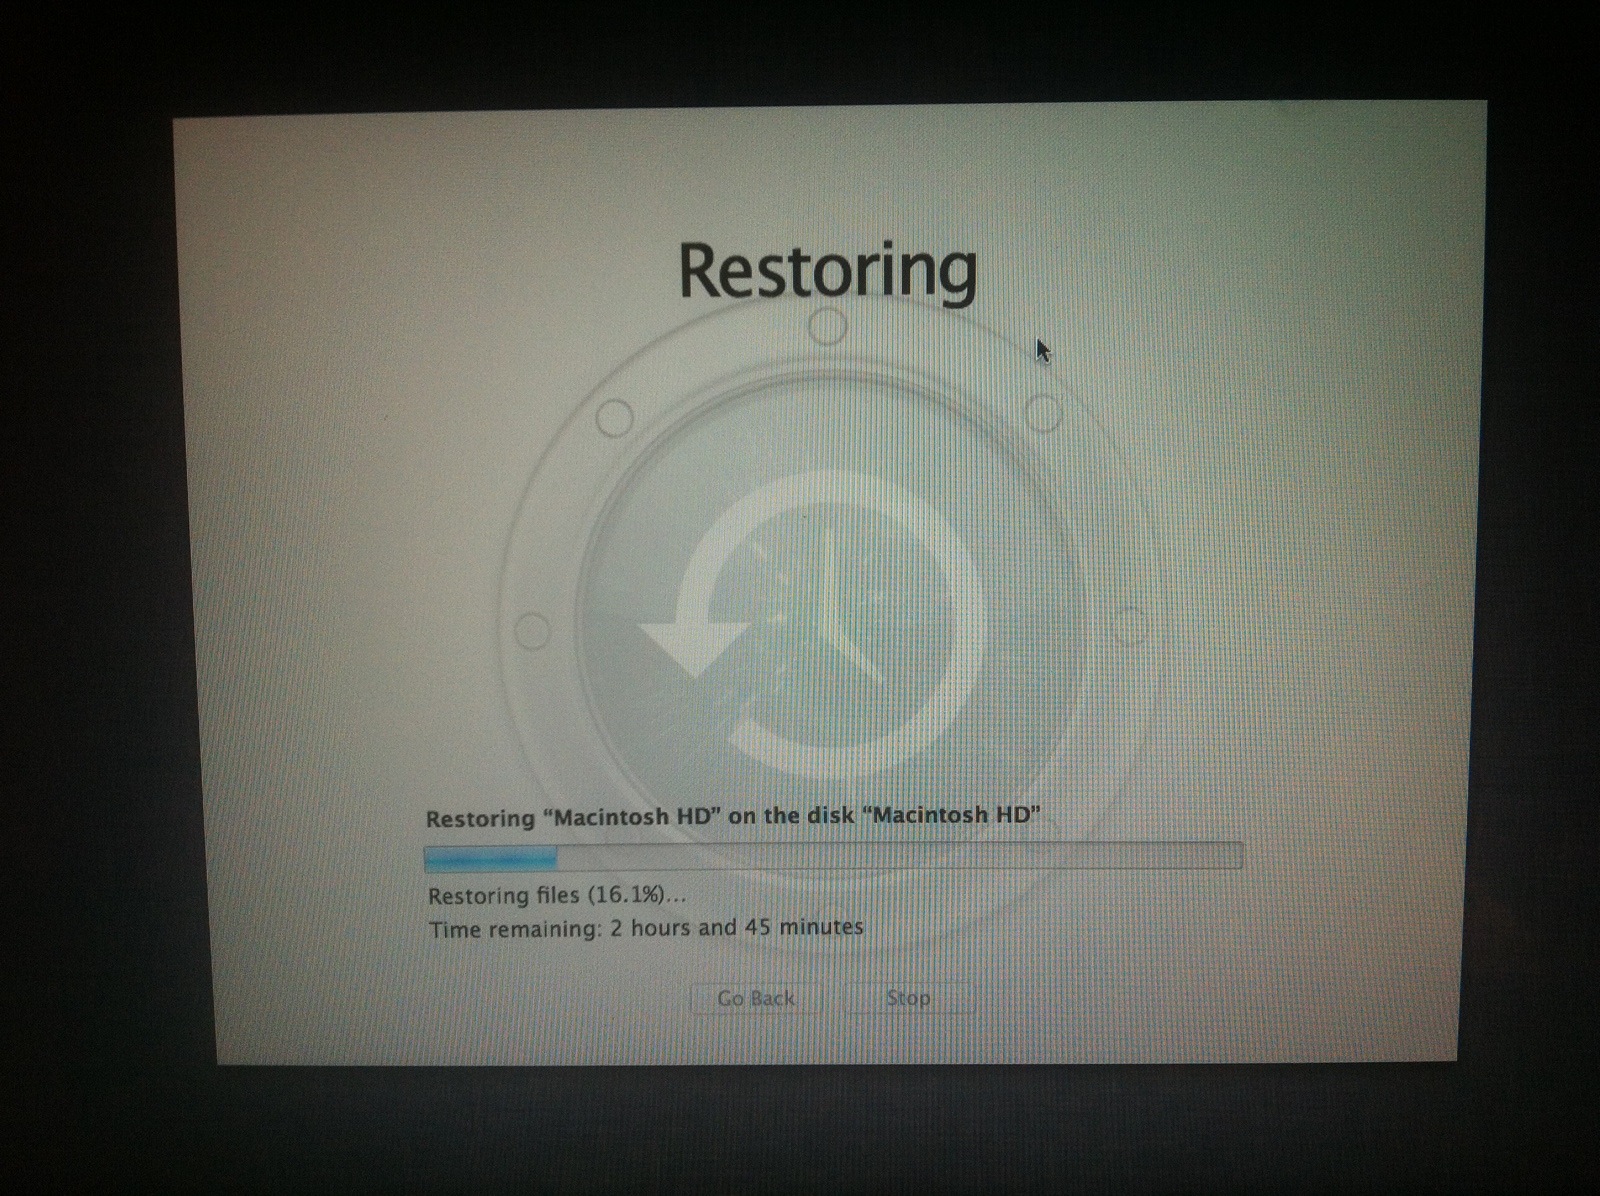 Restoring
Restoring “Macintosh HD” on the disk “Macintosh HD”
Restoring files (16.1%)...
Time remaining: 2 hours and 45 minutes
Go Back
Stop